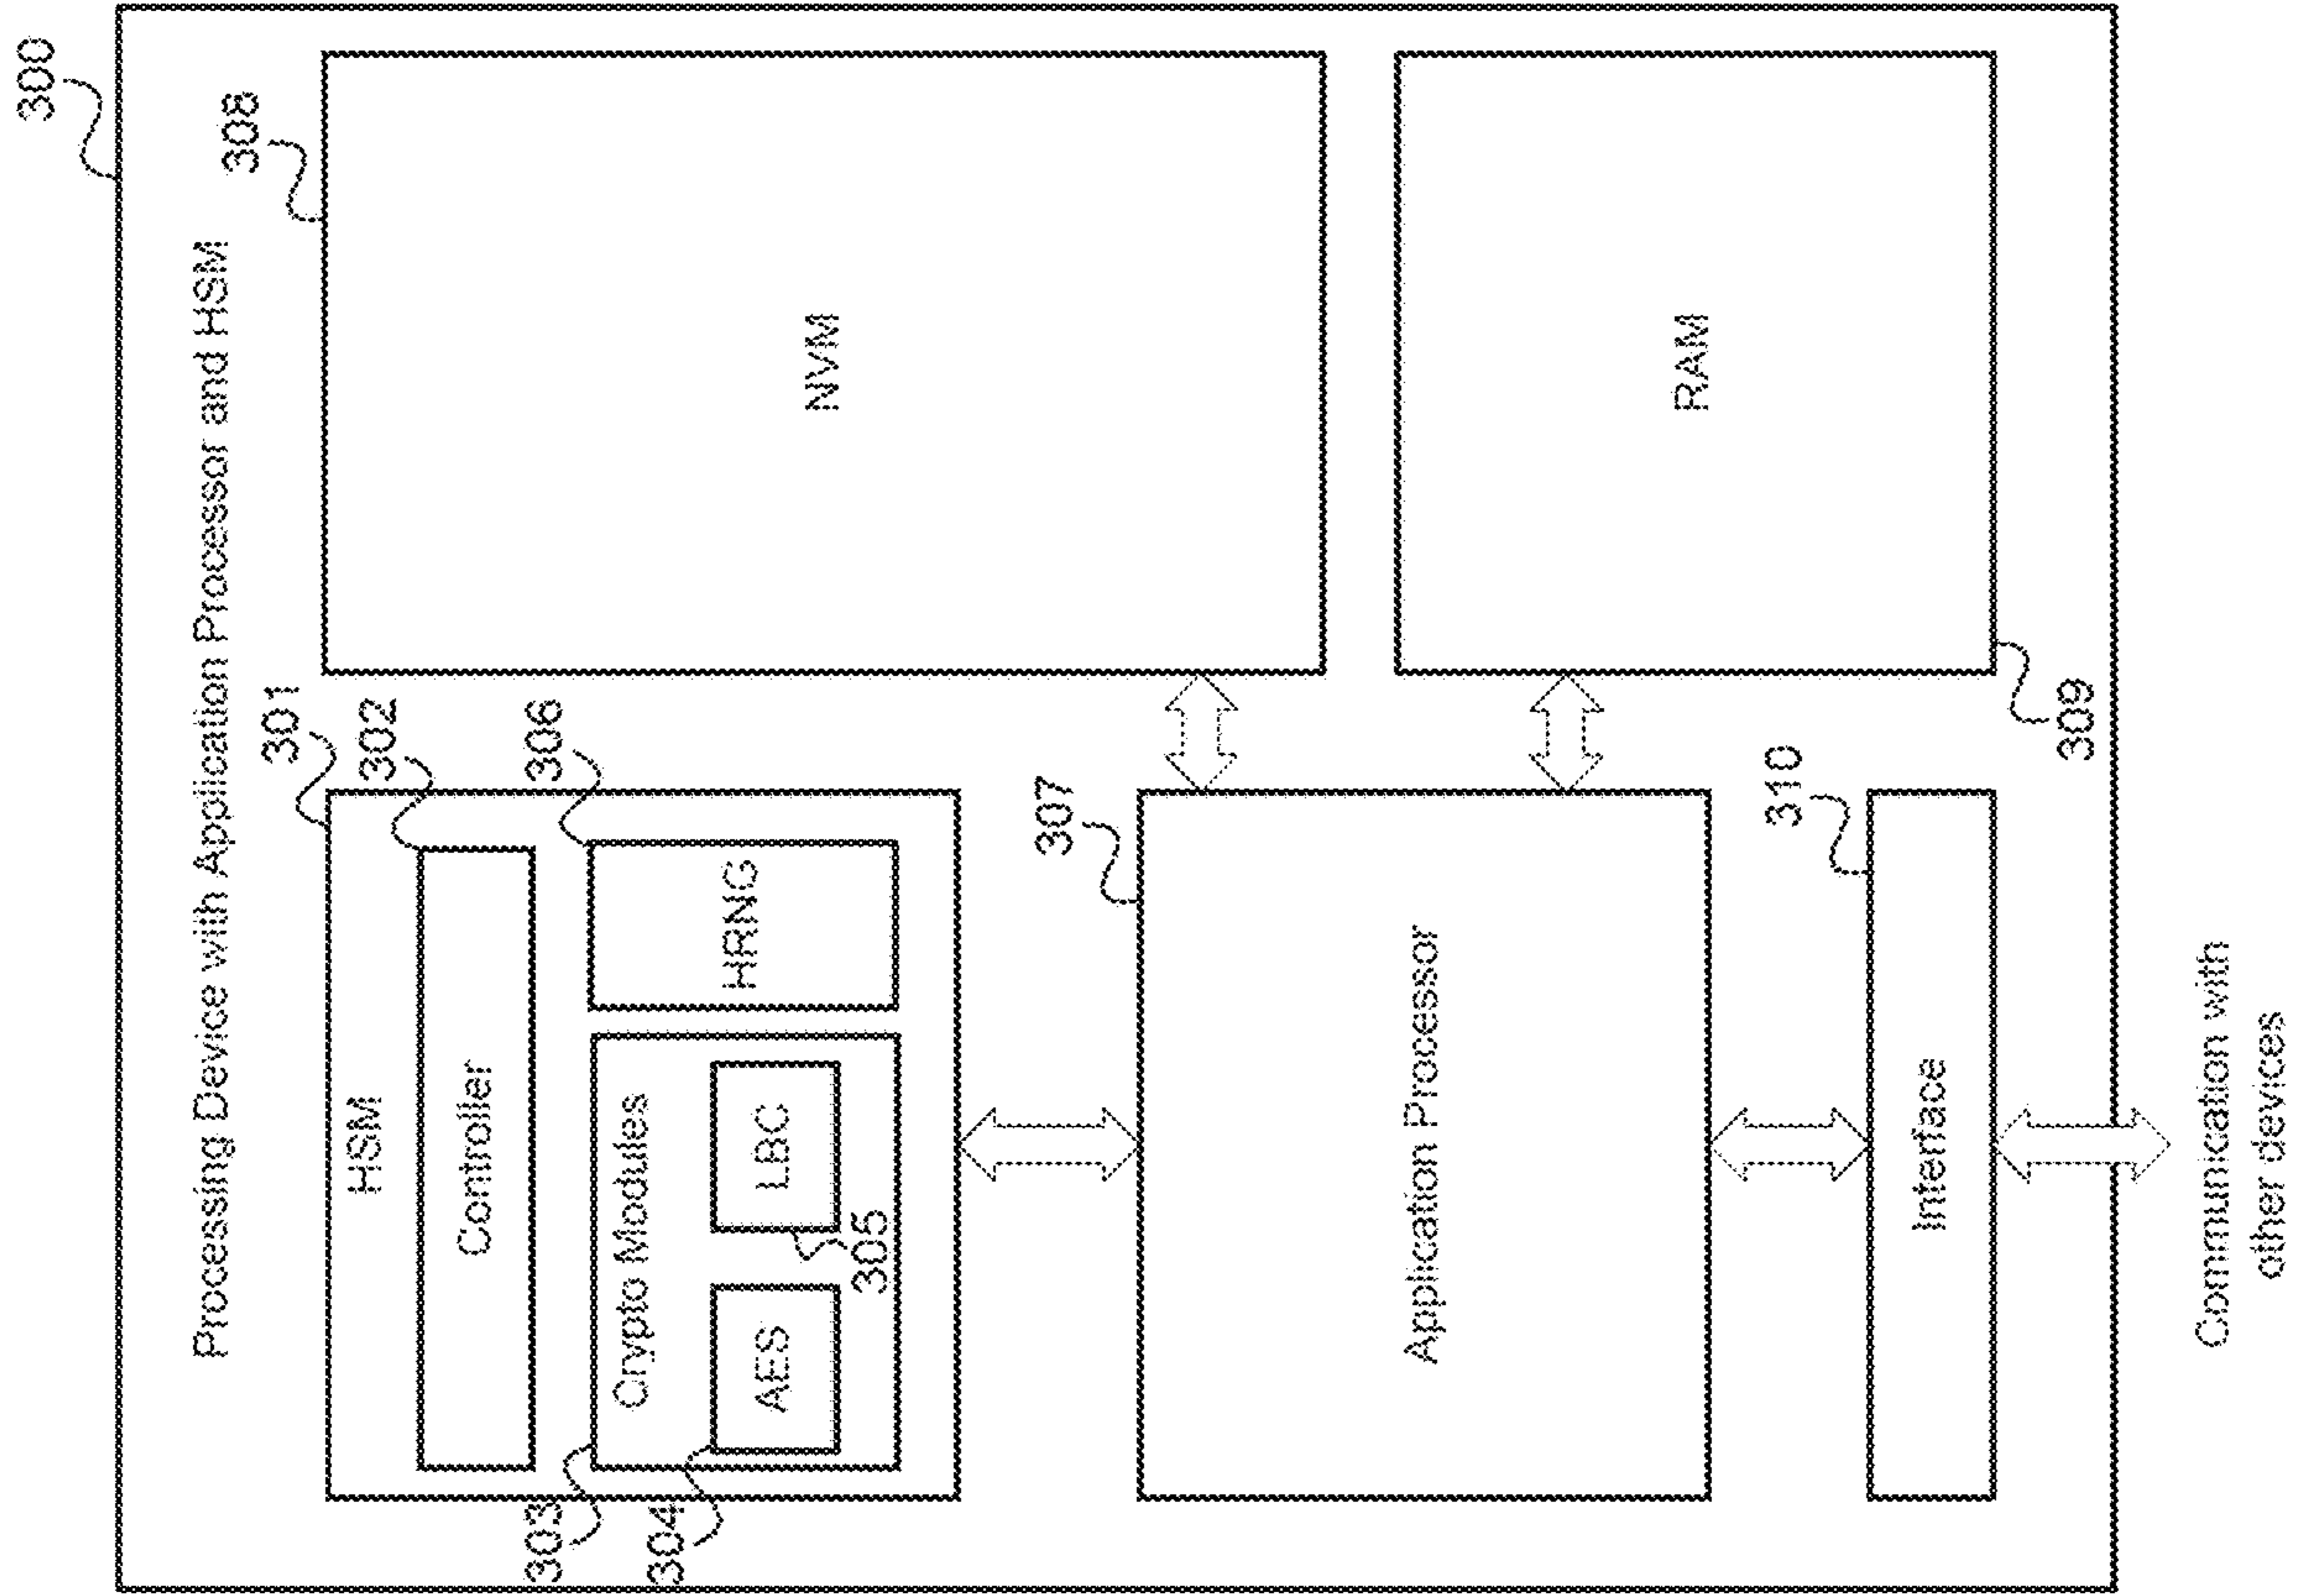 300
Processing Device with Application Processor and HSM
308
301
302
306
HSM
Controller
Crypto Modules
AES
LBC
HRNG
303
304
305
NVM
307
Application Processor
RAM
309
310
Interface
Communication with
other devices